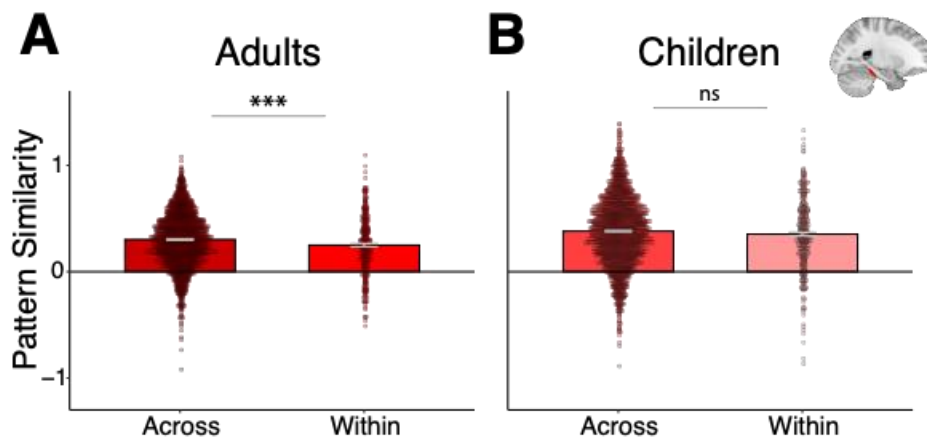 A
Adults
***
Pattern Similarity
1
0
−1
Across
Within
B
Children
ns
Across
Within